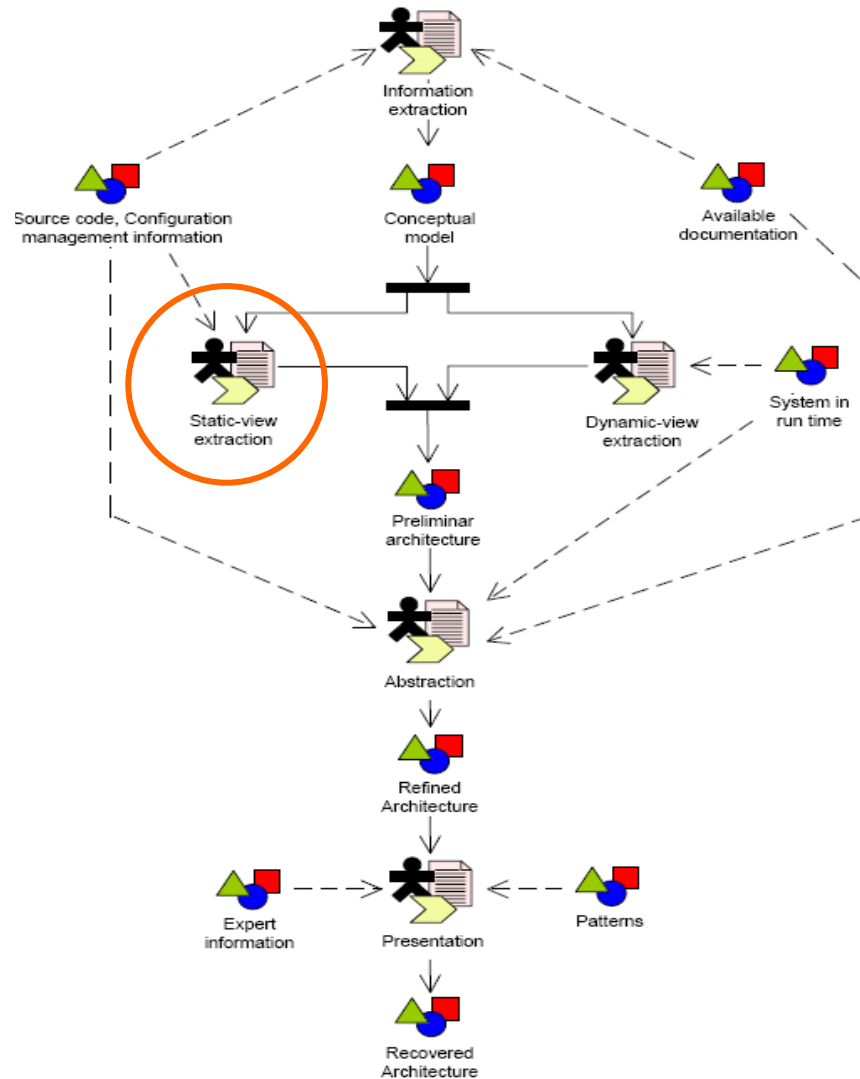 Information
extraction
Source code, Configuration
management information
Conceptual
model
Available
documentation
Static-view
extraction
Dynamic-view
extraction
System in
run time
Preliminar
architecture
Abstraction
Refined
Architecture
Expert
information
Presentation
Patterns
Recovered
Architecture